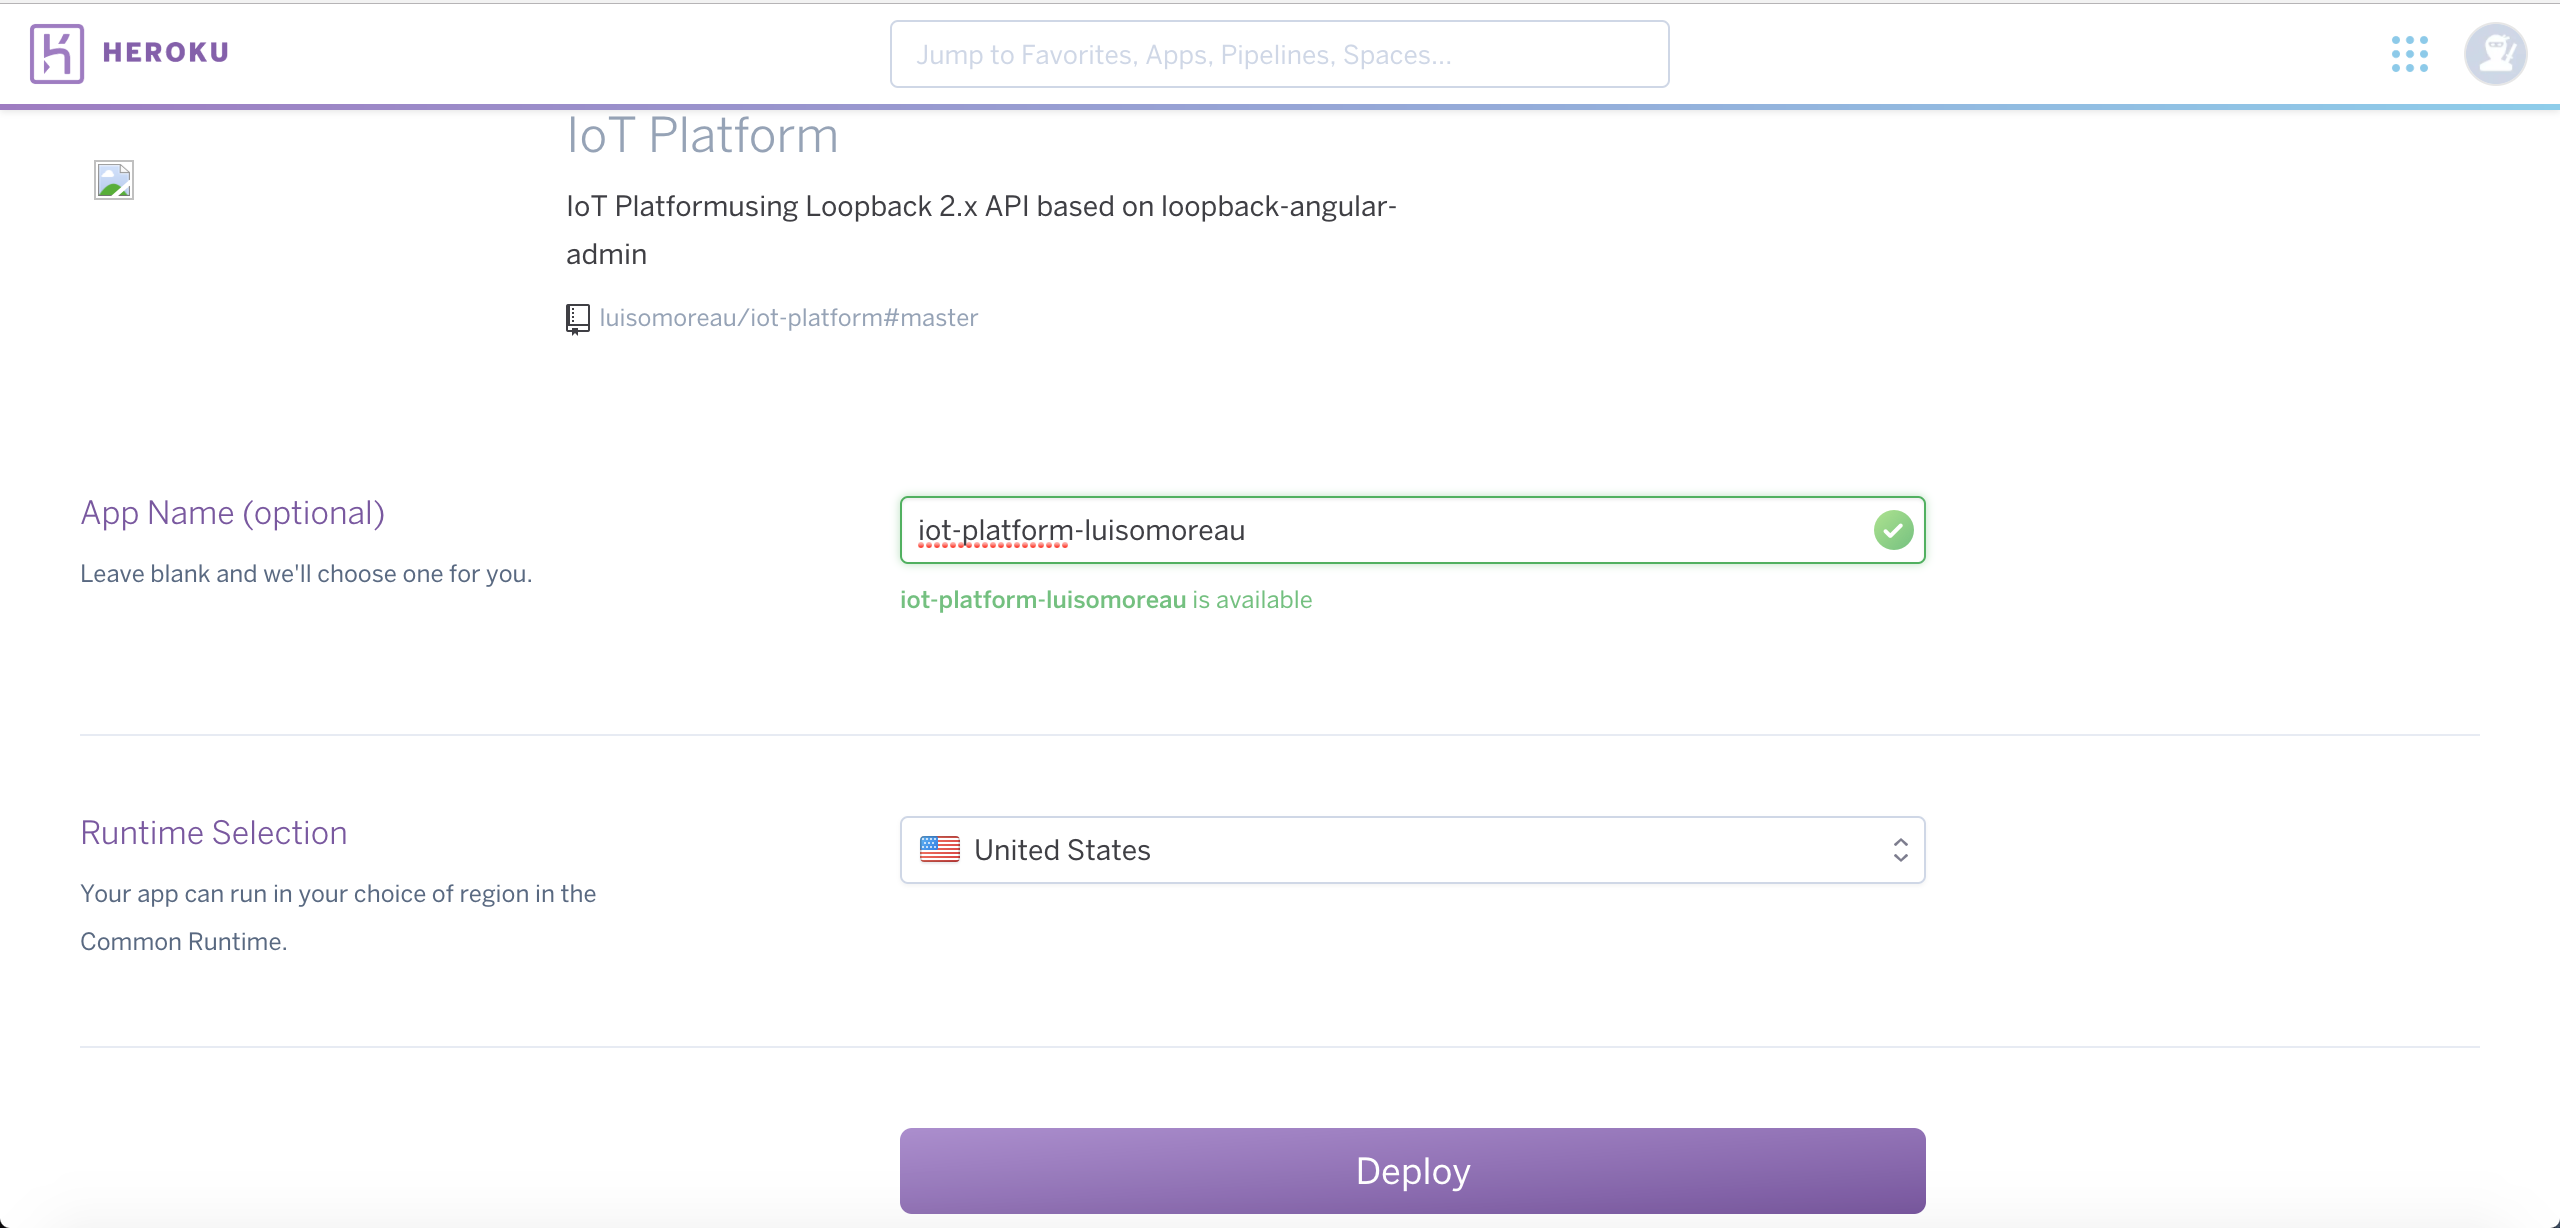 HEROKU
Jump to Favorites, Apps, Pipelines, Spaces...
IoT Platform
IoT Platformusing Loopback 2.x API based on loopback-angular-
admin
luisomoreau/iot-platform#master
App Name (optional)
Leave blank and we'll choose one for you.
iot-platform-luisomoreau
iot-platform-luisomoreau is available
Runtime Selection
Your app can run in your choice of region in the
Common Runtime.
United States
Deploy